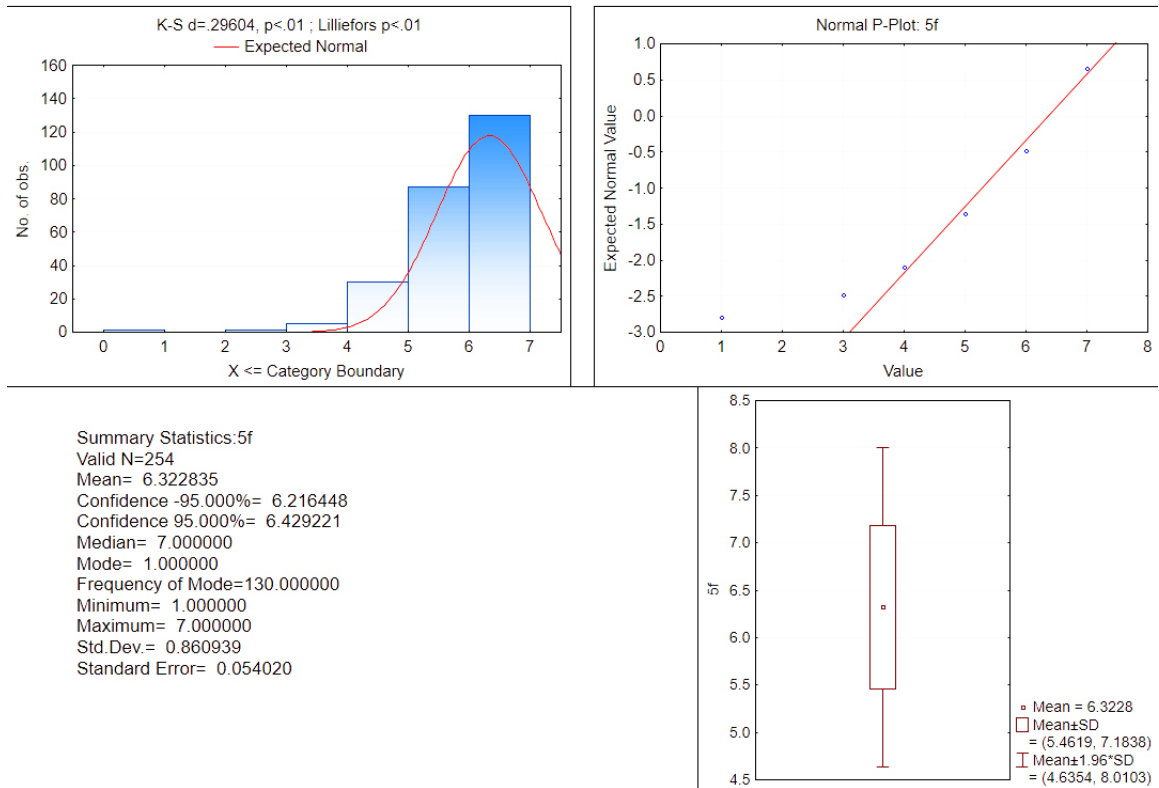 K-S d=.29604, p<.01 ; Lilliefors p<.01
Expected Normal
160
140
120
100
80
60
40
20
0
No. of obs.
0 1 2 3 4 5 6 7
X <= Category Boundary
Normal P-Plot: 5f
1.0
0.5
0.0
-0.5
-1.0
-1.5
-2.0
-2.5
-3.0
Expected Normal Value
0 1 2 3 4 5 6 7 8
Value
Summary Statistics:5f
Valid N=254
Mean= 6.322835
Confidence -95.000%= 6.216448
Confidence 95.000%= 6.429221
Median= 7.000000
Mode= 1.000000
Frequency of Mode=130.000000
Minimum= 1.000000
Maximum= 7.000000
Std.Dev.= 0.860939
Standard Error= 0.054020
8.5
8.0
7.5
7.0
6.5
6.0
5.5
5.0
4.5
5f
Mean = 6.3228
Mean±SD
= (5.4619, 7.1838)
Mean±1.96*SD
= (4.6354, 8.0103)